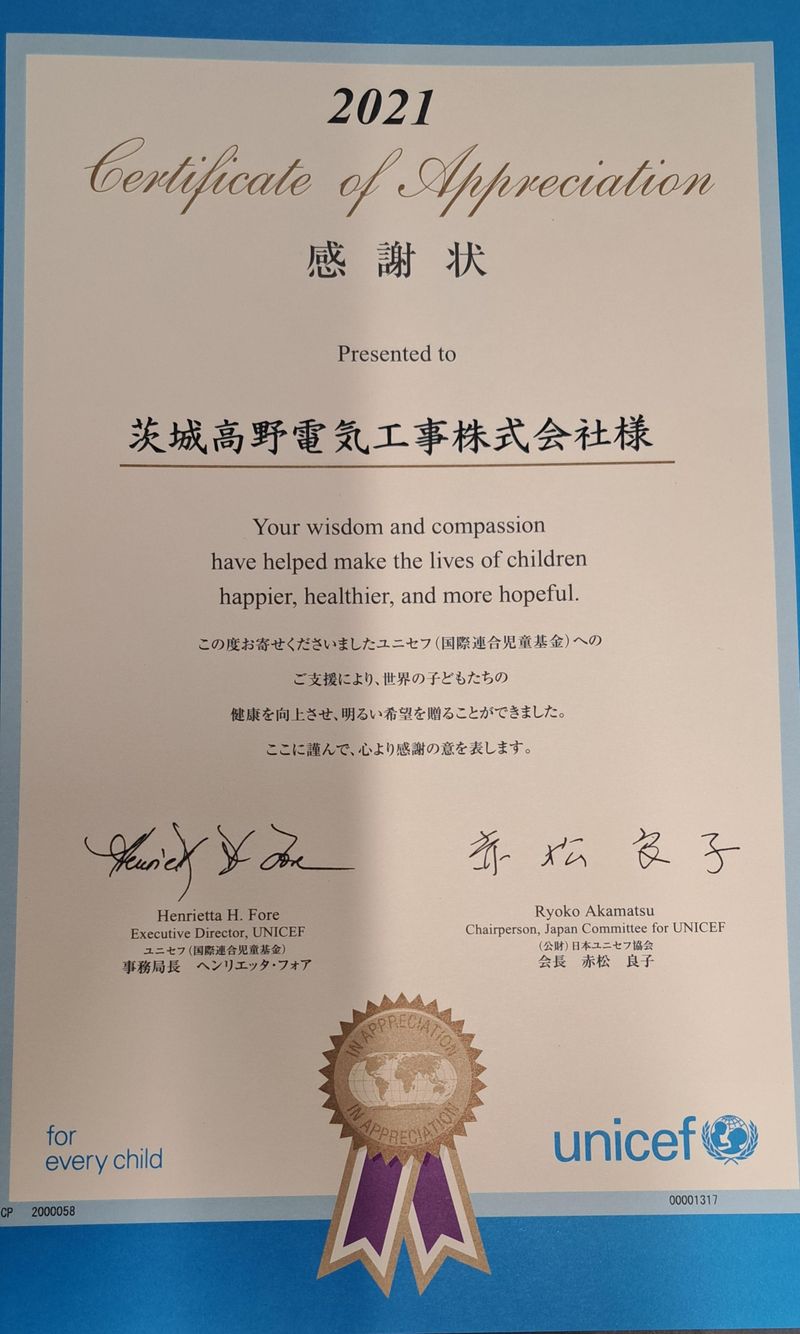 2021
Certificate of Appreciation
感謝状
Presented to
茨城高野電気工事株式会社様
Your wisdom and compassion
have helped make the lives of children
happier, healthier, and more hopeful.
この度お寄せくださいましたユニセフ(国際連合児童基金)への
ご支援により、世界の子どもたちの
健康を向上させ、明るい希望を贈ることができました。
ここに謹んで、心より感謝の意を表します。
Henrietta H. Fore
赤松良子
Henrietta H. Fore
Executive Director, UNICEF
ユニセフ(国際連合児童基金)
事務局長 ヘンリエッタ・フォア
Ryoko Akamatsu
Chairperson, Japan Committee for UNICEF
(公財)日本ユニセフ協会
会長 赤松 良子
IN APPRECIATION
IN APPRECIATION
for
every child
unicef
CP 2000058
00001317